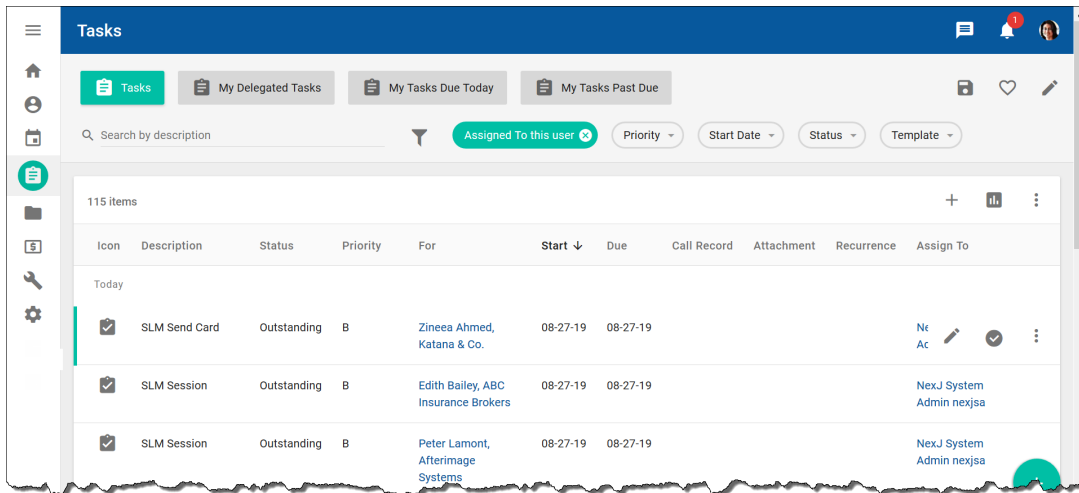 Tasks
1
Tasks
My Delegated Tasks
My Tasks Due Today
My Tasks Past Due
Search by description
Assigned To this user
Priority
Start Date
Status
Template
115 items
Icon Description Status Priority For Start Due Call Record Attachment Recurrence Assign To
Today
SLM Send Card Outstanding B Zineea Ahmed, 08-27-19 08-27-19
Katana & Co.
SLM Session Outstanding B Edith Bailey, ABC 08-27-19 08-27-19 NexJ System
Insurance Brokers Admin nexjsa
SLM Session Outstanding B Peter Lamont, 08-27-19 08-27-19 NexJ System
Afterimage Admin nexjsa
Systems